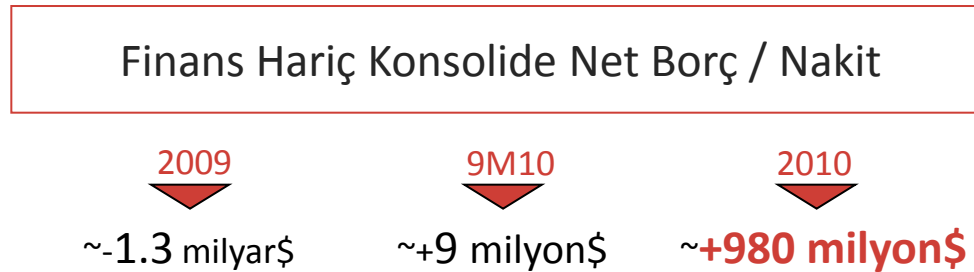 Finans Hariç Konsolide Net Borç / Nakit
2009 9M10 2010
~-1.3 milyar$ ~+9 milyon$ ~+980 milyon$